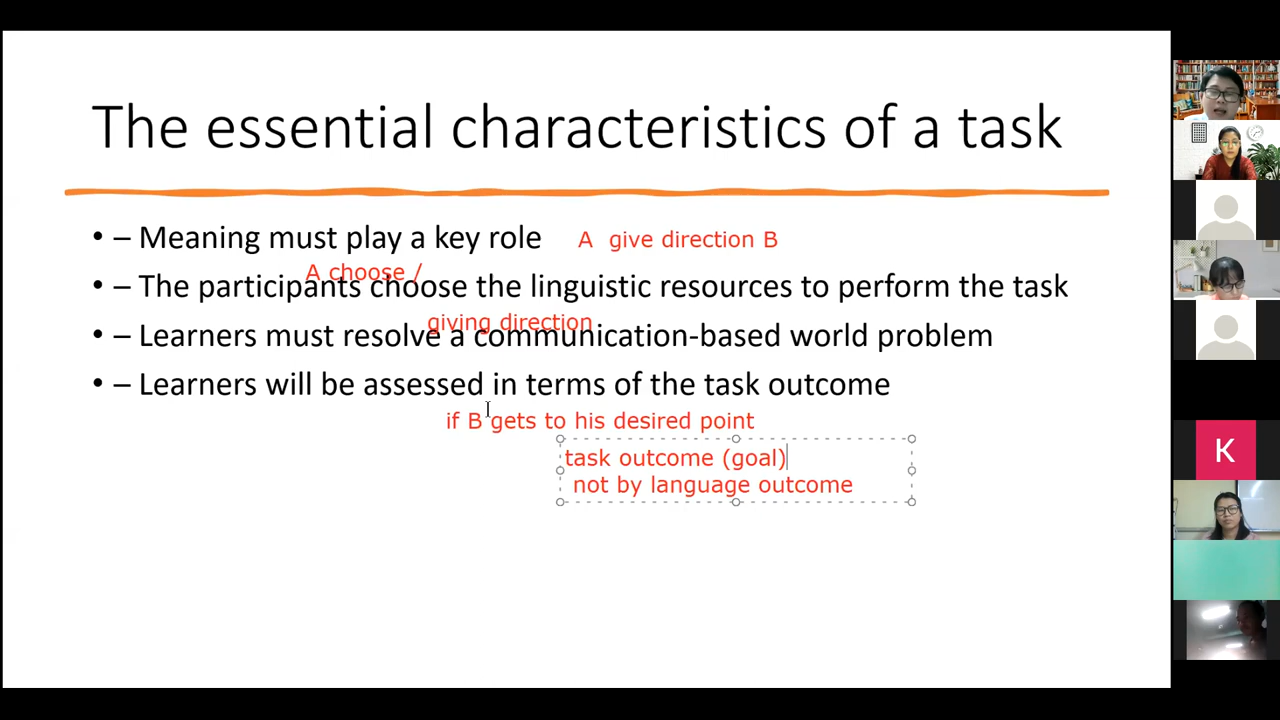 The essential characteristics of a task
• – Meaning must play a key role A give direction B
A choose /
• – The participants choose the linguistic resources to perform the task
giving direction
• – Learners must resolve a communication-based world problem
• – Learners will be assessed in terms of the task outcome
if B gets to his desired point
task outcome (goal)
not by language outcome
K